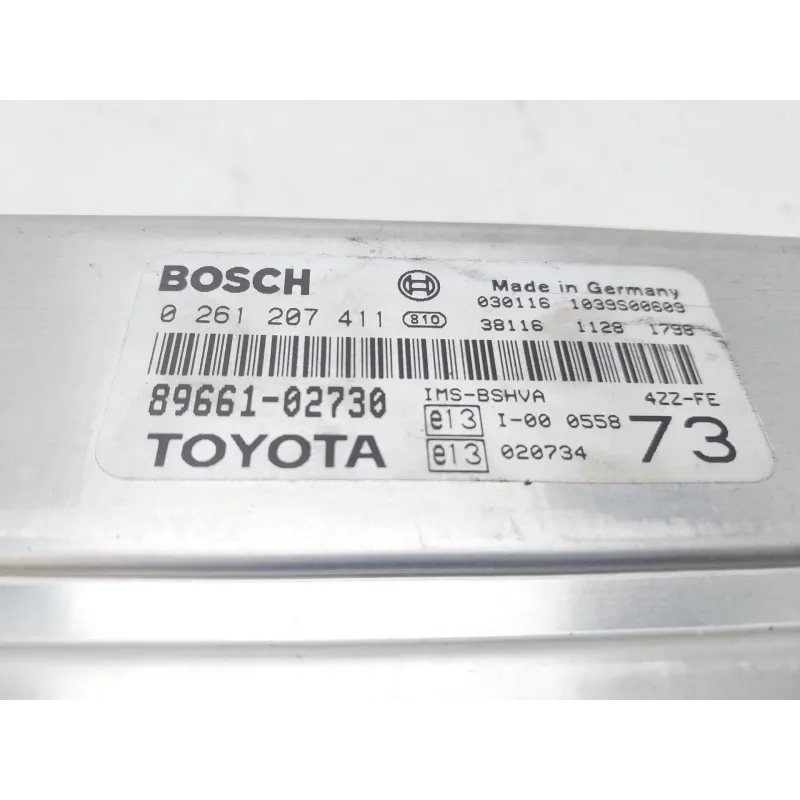 BOSCH Made in Germany
030116 1039S00609
0 261 207 411 810 38116 1128 1798
89661-02730 IMS-BSHVA 4ZZ-FE
e13 I-00 0558 73
TOYOTA e13 020734